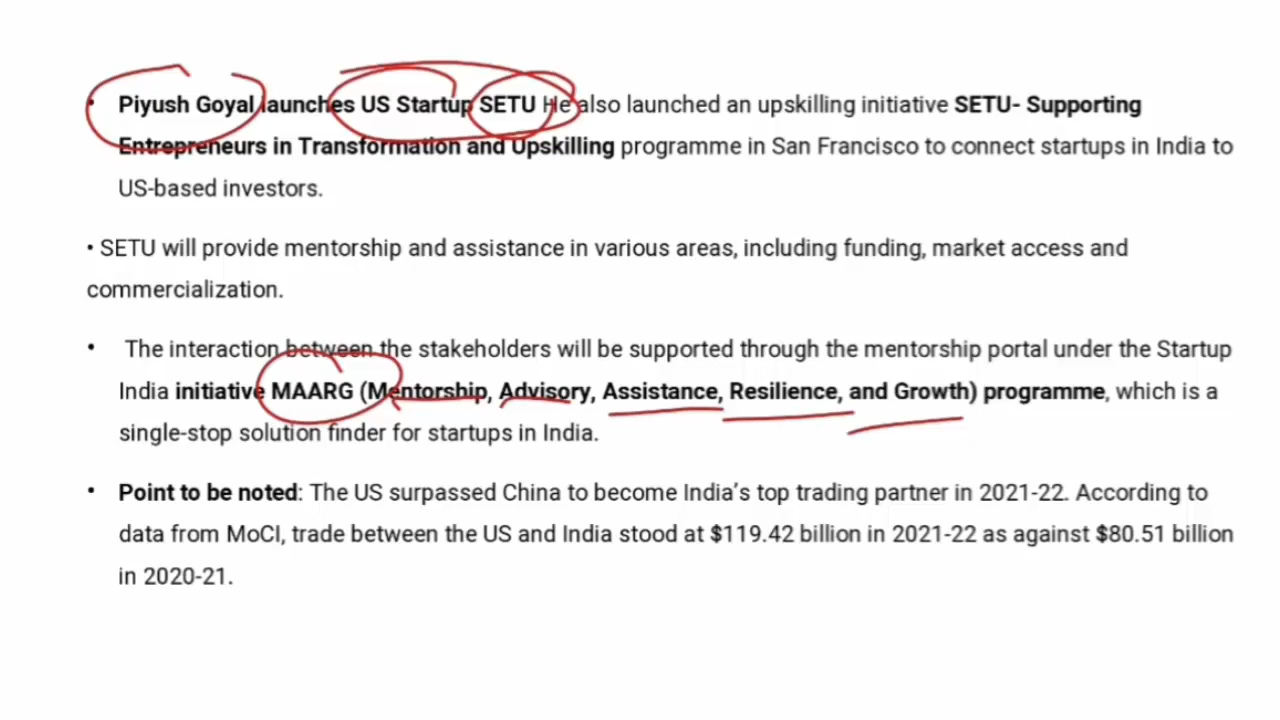 • Piyush Goyal launches US Startup SETU He also launched an upskilling initiative SETU- Supporting
Entrepreneurs in Transformation and Upskilling programme in San Francisco to connect startups in India to
US-based investors.
• SETU will provide mentorship and assistance in various areas, including funding, market access and
commercialization.
• The interaction between the stakeholders will be supported through the mentorship portal under the Startup
India initiative MAARG (Mentorship, Advisory, Assistance, Resilience, and Growth) programme, which is a
single-stop solution finder for startups in India.
• Point to be noted: The US surpassed China to become India’s top trading partner in 2021-22. According to
data from MoCI, trade between the US and India stood at $119.42 billion in 2021-22 as against $80.51 billion
in 2020-21.